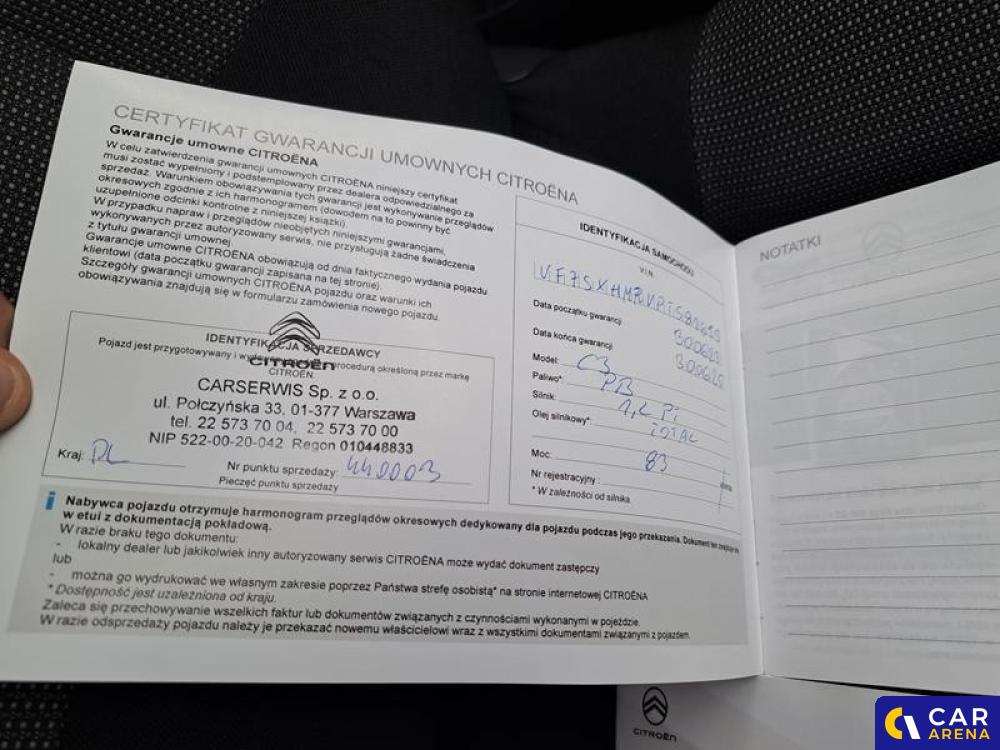 CERTYFIKAT GWARANCJI UMOWNYCH CITROËNA
Gwarancje umowne CITROËNA
W celu zatwierdzenia gwarancji umownych CITROËNA niniejszy certyfikat
musi zostać wypełniony i podstemplowany przez dealera odpowiedzialnego za
sprzedaż. Warunkiem obowiązywania tych gwarancji jest wykonywanie przeglądów
okresowych zgodnie z ich harmonogramem (dowodem na to powinny być
uzupełnione odcinki kontrolne z niniejszej książki).
W przypadku napraw i przeglądów nieobjętych niniejszymi gwarancjami,
wykonywanych przez autoryzowany serwis, nie przysługują żadne świadczenia
z tytułu gwarancji umownej
Gwarancje umowne CITROËNA obowiązują od dnia faktycznego wydania pojazdu
klientowi (data początku gwarancji zapisana na tej stronie).
Szczegóły gwarancji umownych CITROËNA pojazdu oraz warunki ich
obowiązywania znajdują się w formularzu zamówienia nowego pojazdu.
IDENTYFIKACJA SPRZEDAWCY
Pojazd jest przygotowywany i procedurą określoną przez markę
CITROËN.
CITROËN
CARSERWIS Sp. z o.o.
ul. Połczyńska 33, 01-377 Warszawa
tel. 22 573 70 04, 22 573 70 00
NIP 522-00-20-042 Regon 010448833
Kraj: PL
Nr punktu sprzedaży:
Pieczęć punktu sprzedaży
IDENTYFIKACJA SAMOCHODU
VIN
Data początku gwarancji 300622
Data końca gwarancji 300625
Model: C3
Paliwo*: PB
Silnik: 1,2 Pi
Olej silnikowy*: TOTAL
Moc: 83
Nr rejestracyjny:
* W zależności od silnika.
i Nabywca pojazdu otrzymuje harmonogram przeglądów okresowych dedykowany dla pojazdu podczas jego przekazania. Dokument ten znajduje się
w etui z dokumentacją pokładową.
W razie braku tego dokumentu:
- lokalny dealer lub jakikolwiek inny autoryzowany serwis CITROËNA może wydać dokument zastępczy
lub
- można go wydrukować we własnym zakresie poprzez Państwa strefę osobistą* na stronie internetowej CITROËNA
* Dostępność jest uzależniona od kraju.
Zaleca się przechowywanie wszelkich faktur lub dokumentów związanych z czynnościami wykonanymi w pojeździe.
W razie odsprzedaży pojazdu należy je przekazać nowemu właścicielowi wraz z wszystkimi dokumentami związanymi z pojazdem.
NOTATKI
CITROËN
CAR
ARENA